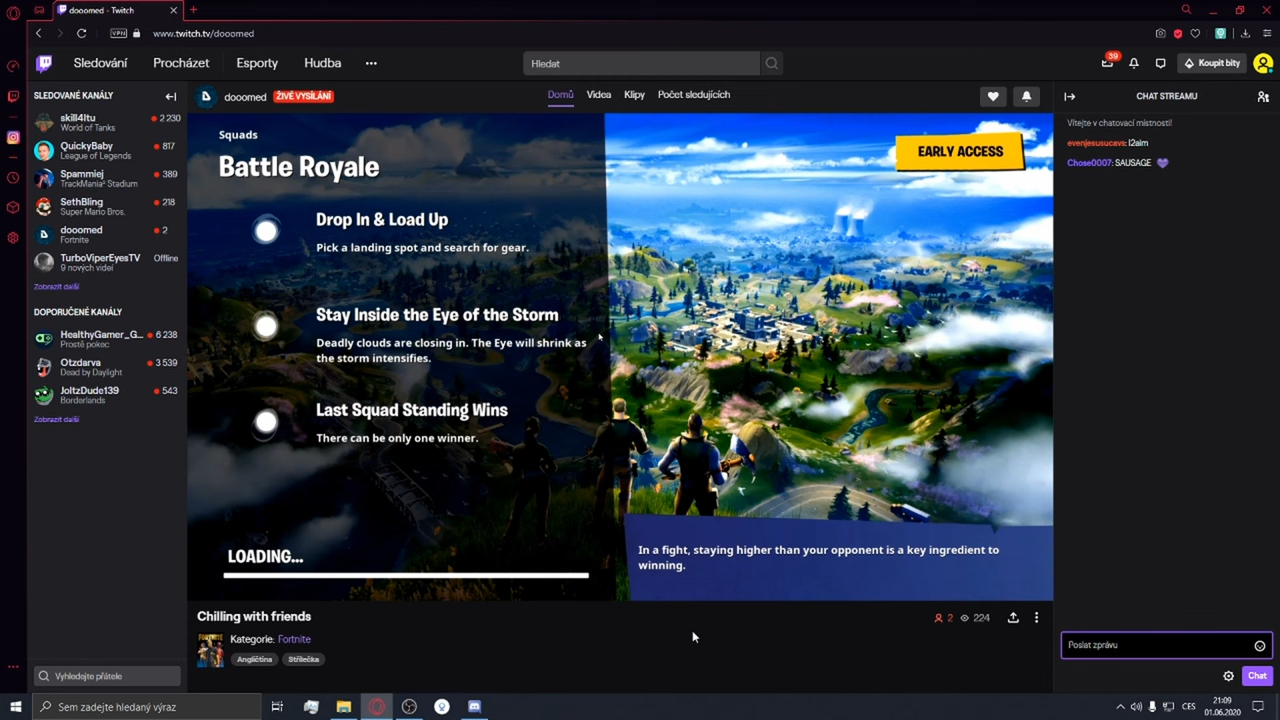 dooomed - Twitch
VPN
www.twitch.tv/dooomed
Sledování
Procházet
Esporty
Hudba
Hledat
39
Koupit bity
SLEDOVANÉ KANÁLY
skill4ltu
2 230
World of Tanks
QuickyBaby
817
League of Legends
Spammiej
389
TrackMania² Stadium
SethBling
218
Super Mario Bros.
dooomed
2
Fortnite
TurboViperEyesTV
Offline
9 nových videí
Zobrazit další
DOPORUČENÉ KANÁLY
HealthyGamer_G...
6 238
Prostě pokec
Otzdarva
3 539
Dead by Daylight
JoltzDude139
543
Borderlands
Zobrazit další
Vyhledejte přátele
dooomed
ŽIVÉ VYSÍLÁNÍ
Domů
Videa
Klipy
Počet sledujících
Squads
Battle Royale
Drop In & Load Up
Pick a landing spot and search for gear.
Stay Inside the Eye of the Storm
Deadly clouds are closing in. The Eye will shrink as
the storm intensifies.
Last Squad Standing Wins
There can be only one winner.
LOADING...
EARLY ACCESS
In a fight, staying higher than your opponent is a key ingredient to
winning.
Chilling with friends
2
224
FORTNITE
Kategorie: Fortnite
Angličtina
Střílečka
CHAT STREAMU
Vítejte v chatovací místnosti!
evenjesusucavs: l2aim
Chose0007: SAUSAGE
Poslat zprávu
Chat
Sem zadejte hledaný výraz
CES
21:09
01.06.2020